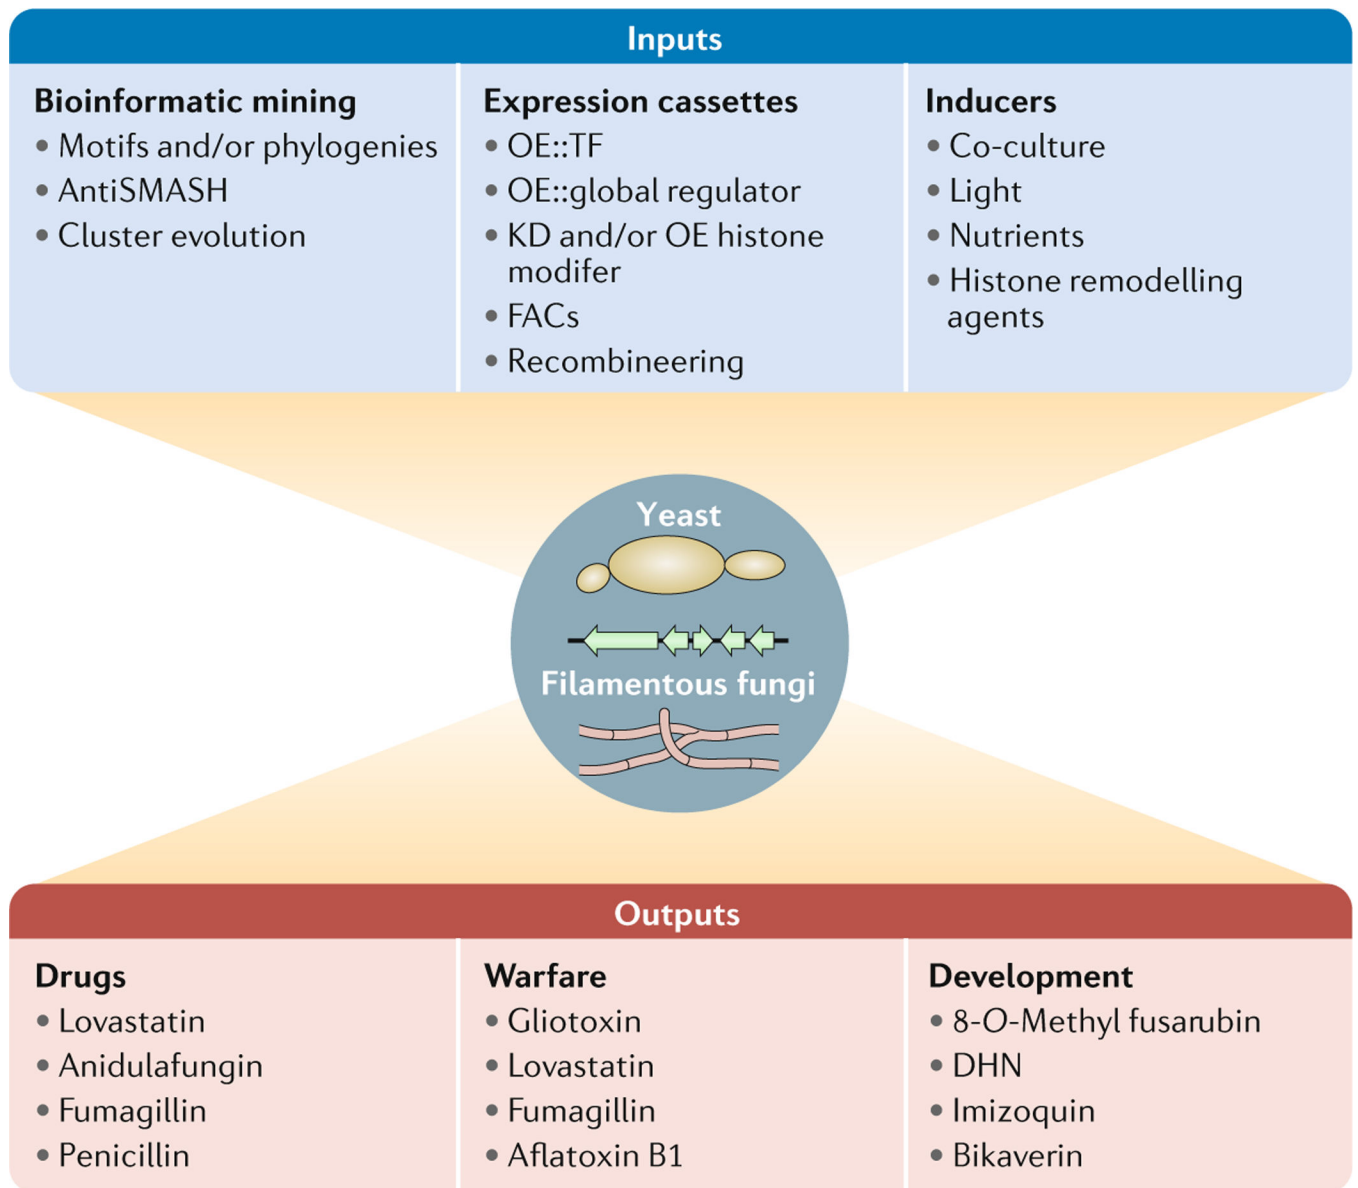 Inputs
Bioinformatic mining
• Motifs and/or phylogenies
• AntiSMASH
• Cluster evolution
Expression cassettes
• OE::TF
• OE::global regulator
• KD and/or OE histone
modifer
• FACs
• Recombineering
Inducers
• Co-culture
• Light
• Nutrients
• Histone remodelling
agents
Yeast
Filamentous fungi
Outputs
Drugs
• Lovastatin
• Anidulafungin
• Fumagillin
• Penicillin
Warfare
• Gliotoxin
• Lovastatin
• Fumagillin
• Aflatoxin B1
Development
• 8-O-Methyl fusarubin
• DHN
• Imizoquin
• Bikaverin